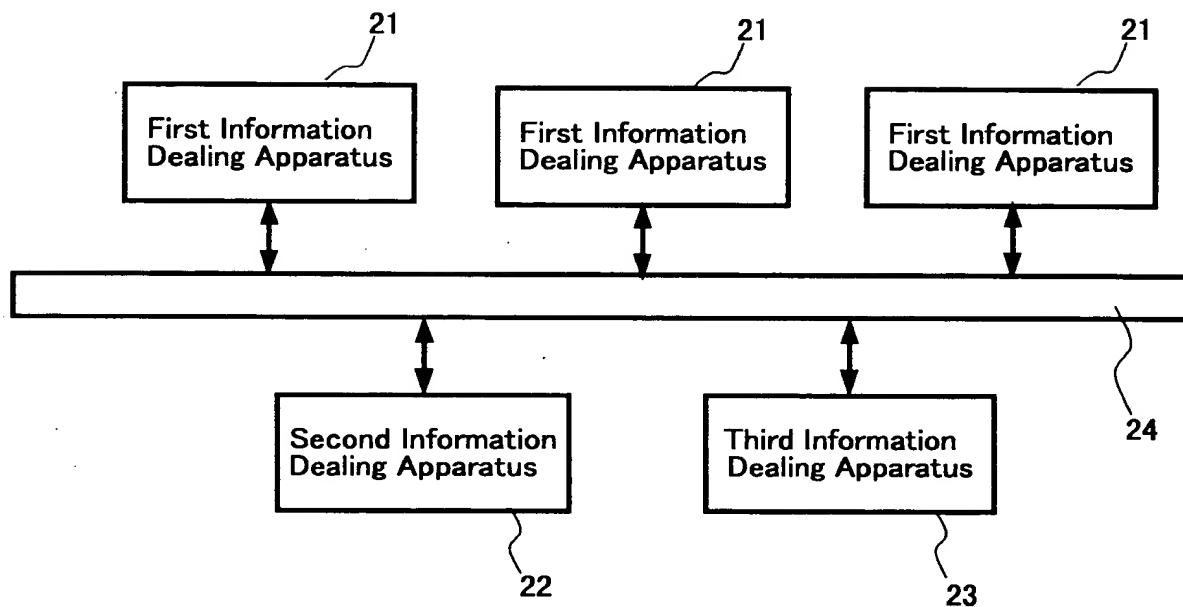 21
21
21
First Information
Dealing Apparatus
First Information
Dealing Apparatus
First Information
Dealing Apparatus
24
Second Information
Dealing Apparatus
Third Information
Dealing Apparatus
22
23